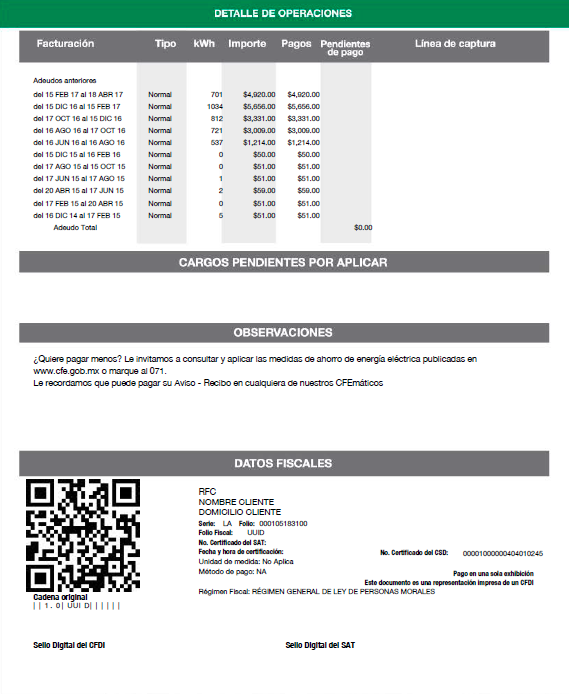 DETALLE DE OPERACIONES
Facturación Tipo kWh Importe Pagos Pendientes de pago Línea de captura
Adeudos anteriores
del 15 FEB 17 al 18 ABR 17 Normal 701 $4,920.00 $4,920.00
del 15 DIC 16 al 15 FEB 17 Normal 1034 $5,656.00 $5,656.00
del 17 OCT 16 al 15 DIC 16 Normal 812 $3,331.00 $3,331.00
del 16 AGO 16 al 17 OCT 16 Normal 721 $3,009.00 $3,009.00
del 16 JUN 16 al 16 AGO 16 Normal 537 $1,214.00 $1,214.00
del 15 DIC 15 al 16 FEB 16 Normal 0 $50.00 $50.00
del 17 AGO 15 al 15 OCT 15 Normal 0 $51.00 $51.00
del 17 JUN 15 al 17 AGO 15 Normal 1 $51.00 $51.00
del 20 ABR 15 al 17 JUN 15 Normal 2 $59.00 $59.00
del 17 FEB 15 al 20 ABR 15 Normal 0 $51.00 $51.00
del 16 DIC 14 al 17 FEB 15 Normal 5 $51.00 $51.00
Adeudo Total $0.00
CARGOS PENDIENTES POR APLICAR
OBSERVACIONES
¿Quiere pagar menos? Le invitamos a consultar y aplicar las medidas de ahorro de energía eléctrica publicadas en
www.cfe.gob.mx o marque al 071.
Le recordamos que puede pagar su Aviso - Recibo en cualquiera de nuestros CFEmáticos
DATOS FISCALES
RFC
NOMBRE CLIENTE
DOMICILIO CLIENTE
Serie: LA Folio: 000105183100
Folio Fiscal: UUID
No. Certificado del SAT:
Fecha y hora de certificación: No. Certificado del CSD: 00001000000404010245
Unidad de medida: No Aplica
Método de pago: NA Pago en una sola exhibición
Este documento es una representación impresa de un CFDI
Régimen Fiscal: RÉGIMEN GENERAL DE LEY DE PERSONAS MORALES
Cadena original
||1.0|UUID||||||
Sello Digital del CFDI Sello Digital del SAT